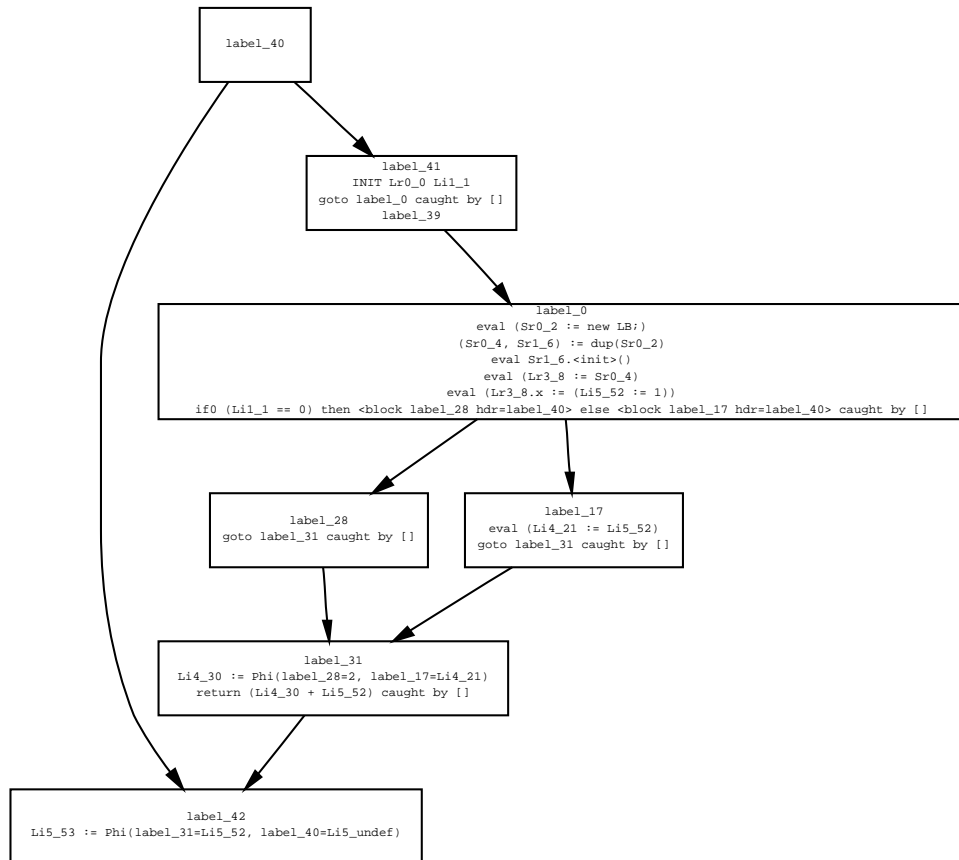 label_40
label_41
INIT Lr0_0 Li1_1
goto label_0 caught by []
label_39
label_0
eval (Sr0_2 := new LB;)
(Sr0_4, Sr1_6) := dup(Sr0_2)
eval Sr1_6.<init>()
eval (Lr3_8 := Sr0_4)
eval (Lr3_8.x := (Li5_52 := 1))
if0 (Li1_1 == 0) then <block label_28 hdr=label_40> else <block label_17 hdr=label_40> caught by []
label_28
goto label_31 caught by []
label_17
eval (Li4_21 := Li5_52)
goto label_31 caught by []
label_31
Li4_30 := Phi(label_28=2, label_17=Li4_21)
return (Li4_30 + Li5_52) caught by []
label_42
Li5_53 := Phi(label_31=Li5_52, label_40=Li5_undef)